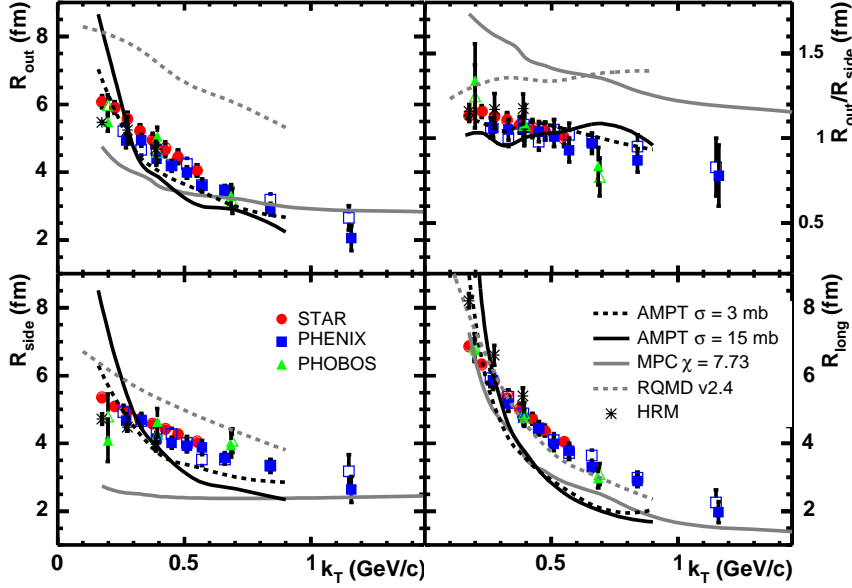 R_out (fm)
8
6
4
2
R_out/R_side
1.5
1
0.5
R_side (fm)
8
6
4
2
STAR
PHENIX
PHOBOS
0 0.5 1
k_T (GeV/c)
R_long (fm)
8
6
4
2
AMPT σ = 3 mb
AMPT σ = 15 mb
MPC χ = 7.73
RQMD v2.4
HRM
0.5 1
k_T (GeV/c)